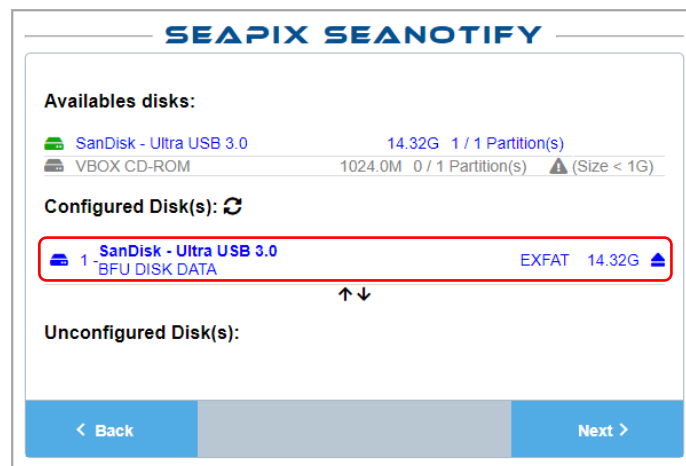 SEAPIX SEANOTIFY
Availables disks:
SanDisk - Ultra USB 3.0 14.32G 1 / 1 Partition(s)
VBOX CD-ROM 1024.0M 0 / 1 Partition(s) (Size < 1G)
Configured Disk(s):
1 - SanDisk - Ultra USB 3.0
BFU DISK DATA EXFAT 14.32G
Unconfigured Disk(s):
< Back Next >